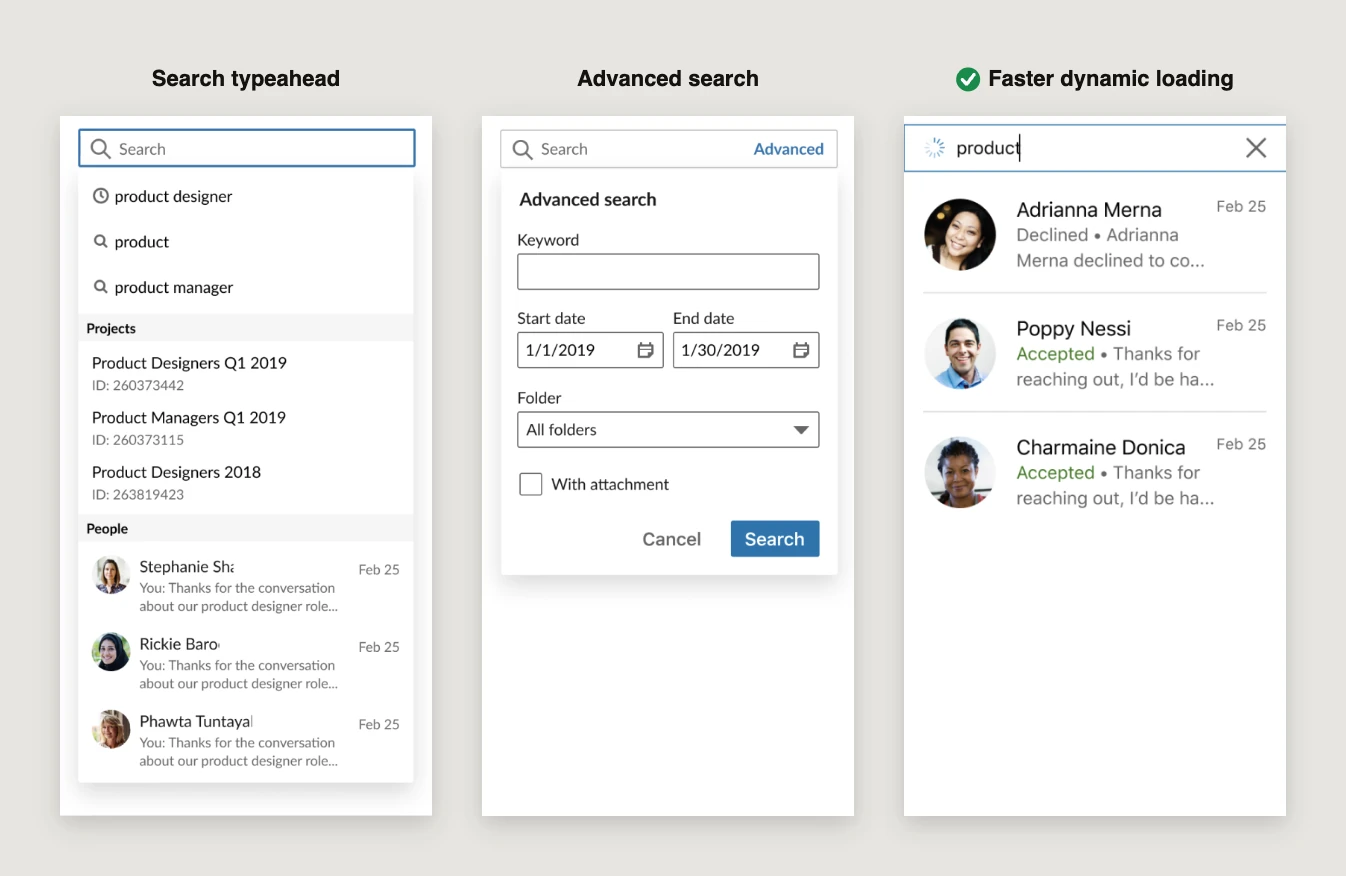 Search typeahead
Search
product designer
product
product manager
Projects
Product Designers Q1 2019
ID: 260373442
Product Managers Q1 2019
ID: 260373115
Product Designers 2018
ID: 263819423
People
Stephanie Feb 25
You: Thanks for the conversation
about our product designer role...
Rickie Feb 25
You: Thanks for the conversation
about our product designer role...
Phawta Feb 25
You: Thanks for the conversation
about our product designer role...
Advanced search
Search Advanced
Advanced search
Keyword
Start date End date
1/1/2019 1/30/2019
Folder
All folders
With attachment
Cancel Search
Faster dynamic loading
product
Adrianna Merna Feb 25
Declined • Adrianna
Merna declined to co...
Poppy Nessi Feb 25
Accepted • Thanks for
reaching out, I’d be ha...
Charmaine Donica Feb 25
Accepted • Thanks for
reaching out, I’d be ha...